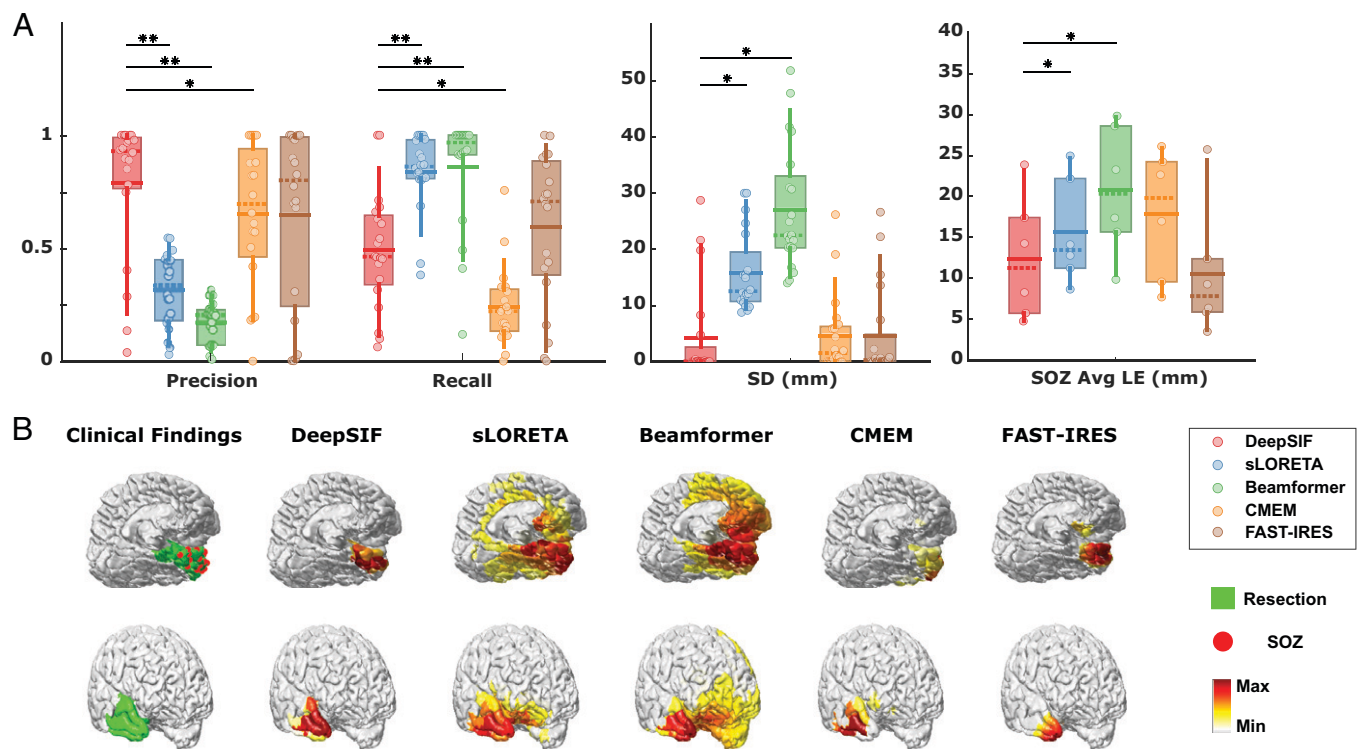 A
** ** * ** ** *
1
0.5
0
Precision
Recall
* *
50
40
30
20
10
0
SD (mm)
* *
40
35
30
25
20
15
10
5
0
SOZ Avg LE (mm)
B
Clinical Findings DeepSIF sLORETA Beamformer CMEM FAST-IRES
DeepSIF
sLORETA
Beamformer
CMEM
FAST-IRES
Resection
SOZ
Max
Min